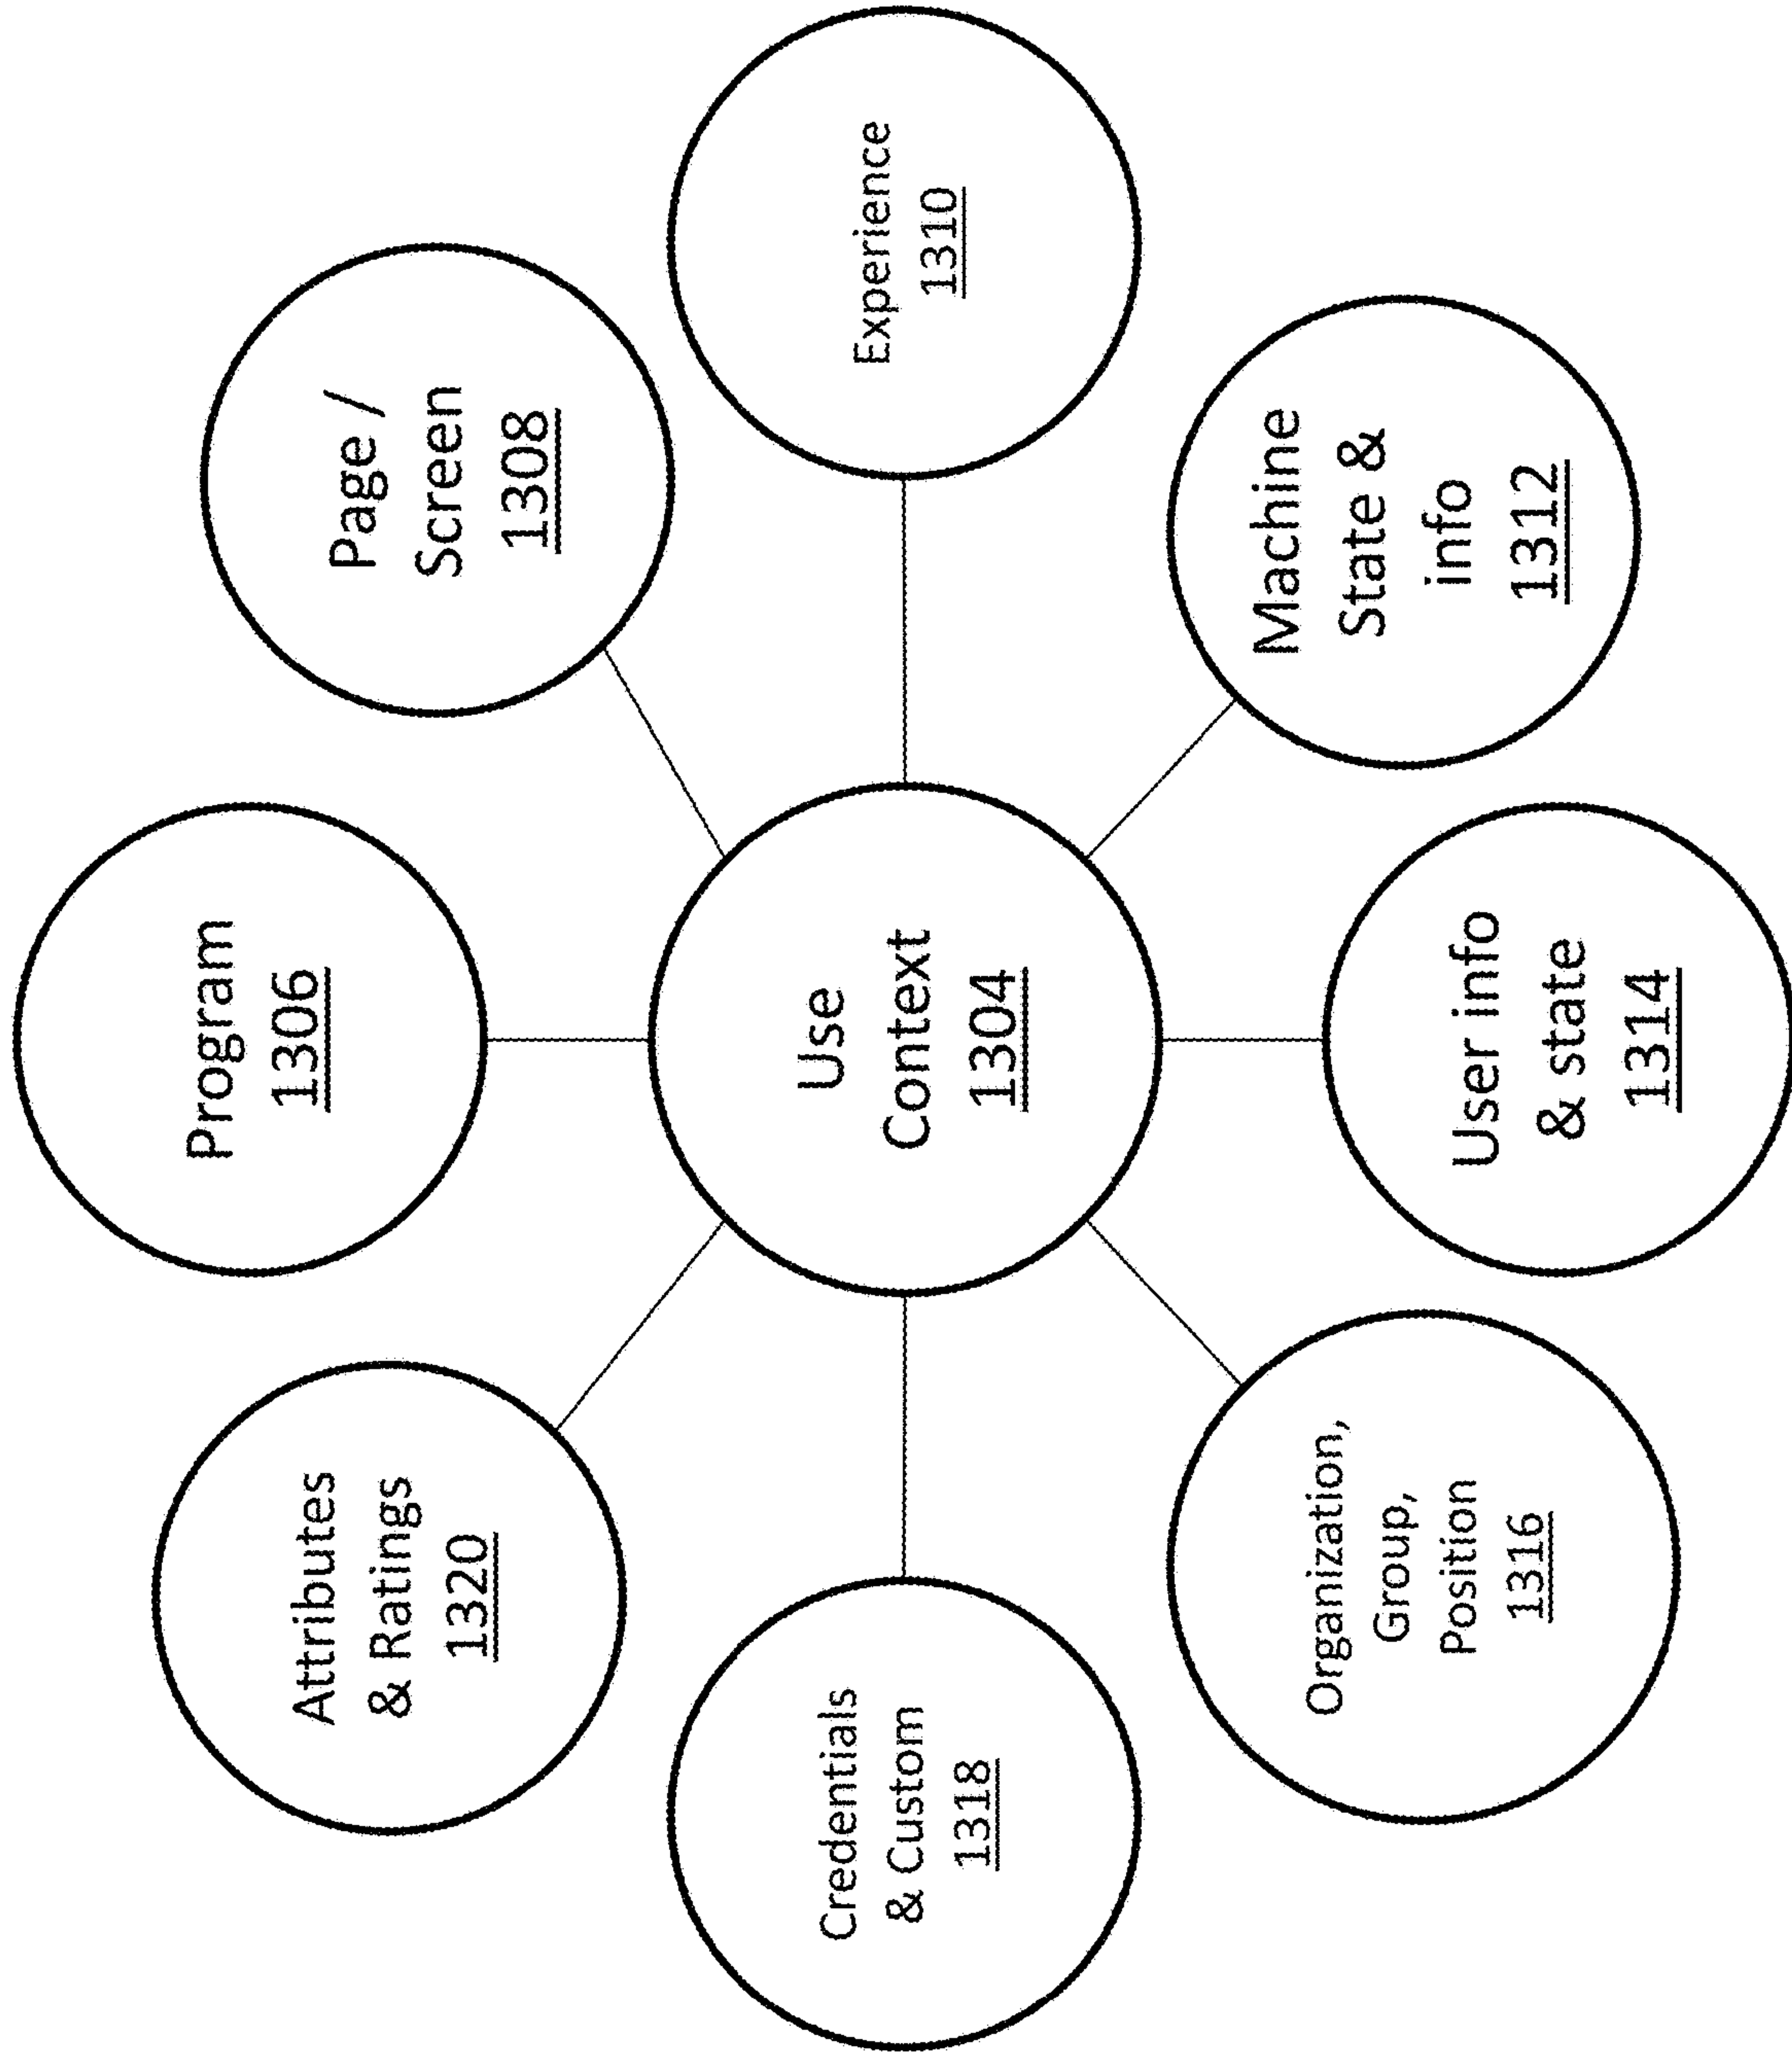 Use
Context
1304
Program
1306
Page /
Screen
1308
Experience
1310
Machine
State &
info
1312
User info
& state
1314
Organization,
Group,
Position
1316
Credentials
& Custom
1318
Attributes
& Ratings
1320